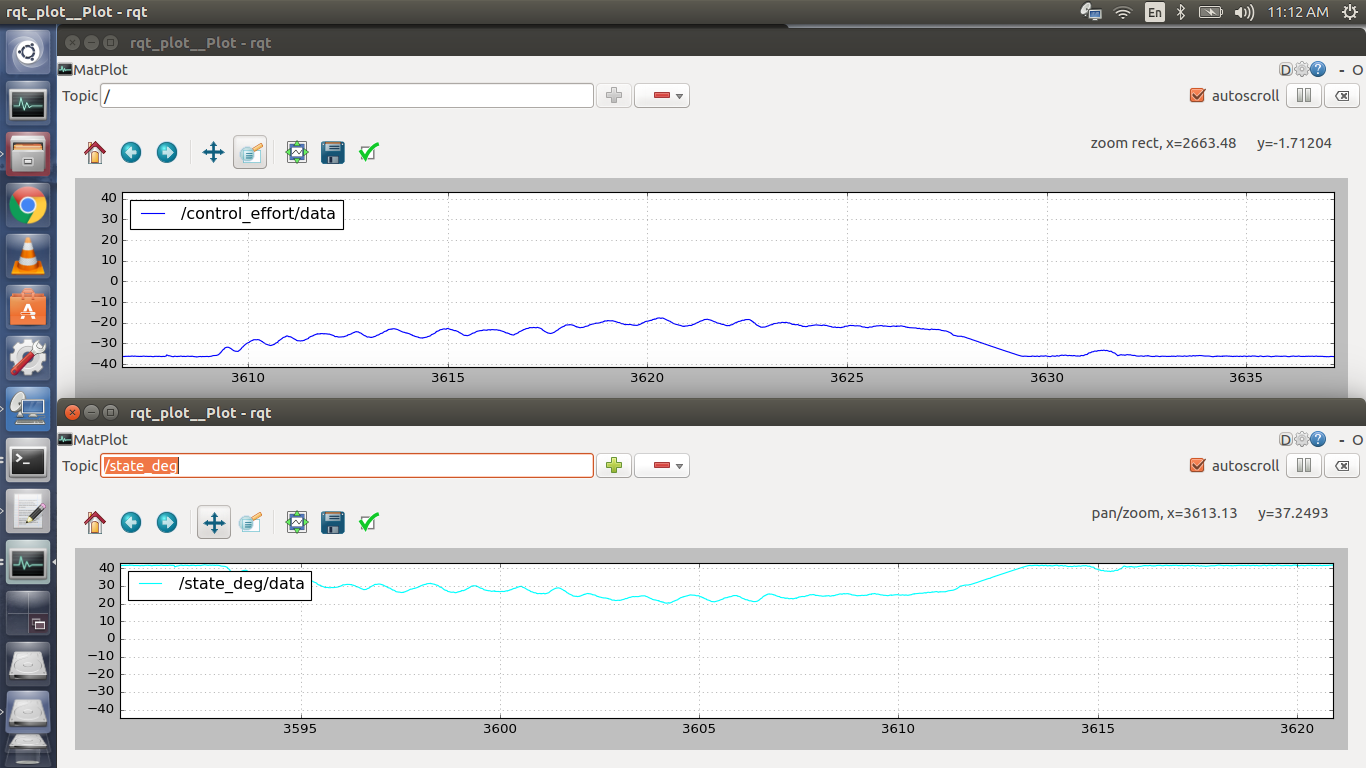 rqt_plot__Plot - rqt
En
11:12 AM
rqt_plot__Plot - rqt
MatPlot
D
- O
Topic /
autoscroll
zoom rect, x=2663.48 y=-1.71204
/control_effort/data
40
30
20
10
0
−10
−20
−30
−40
3610 3615 3620 3625 3630 3635
rqt_plot__Plot - rqt
MatPlot
D
- O
Topic /state_deg
autoscroll
pan/zoom, x=3613.13 y=37.2493
/state_deg/data
40
30
20
10
0
−10
−20
−30
−40
3595 3600 3605 3610 3615 3620